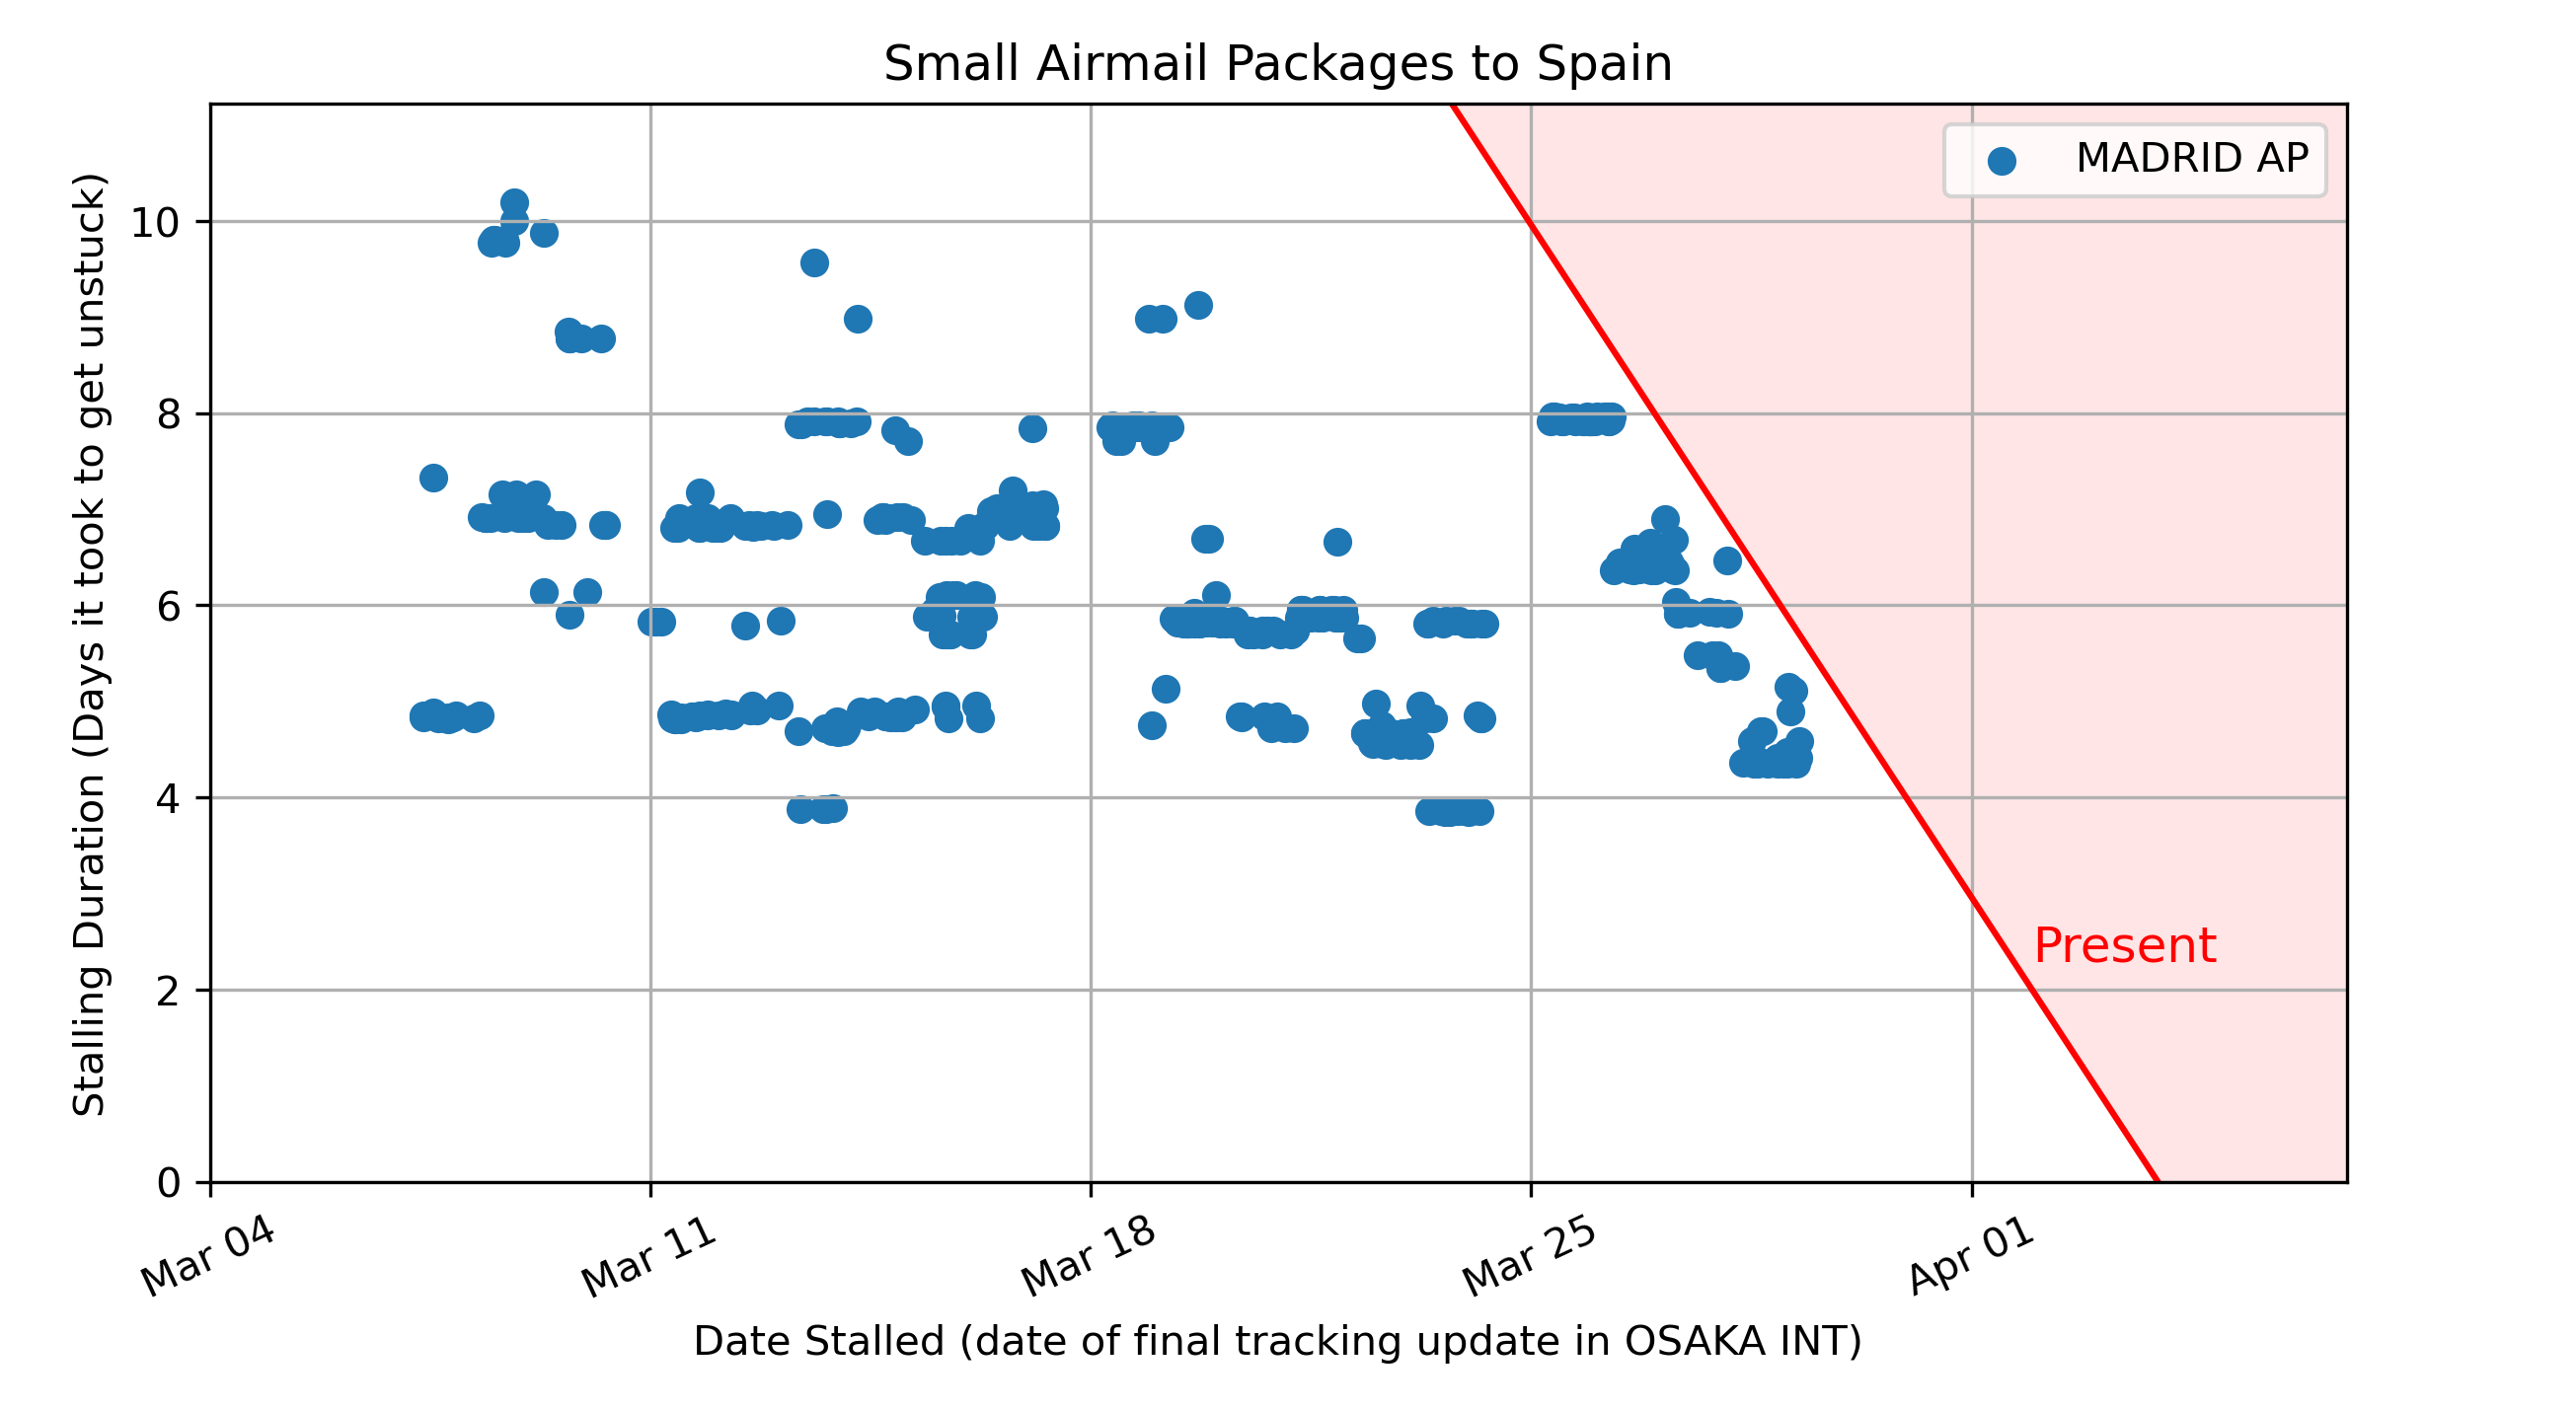 Small Airmail Packages to Spain
MADRID AP
Stalling Duration (Days it took to get unstuck)
10
8
6
4
2
0
Present
Mar 04
Mar 11
Mar 18
Mar 25
Apr 01
Date Stalled (date of final tracking update in OSAKA INT)